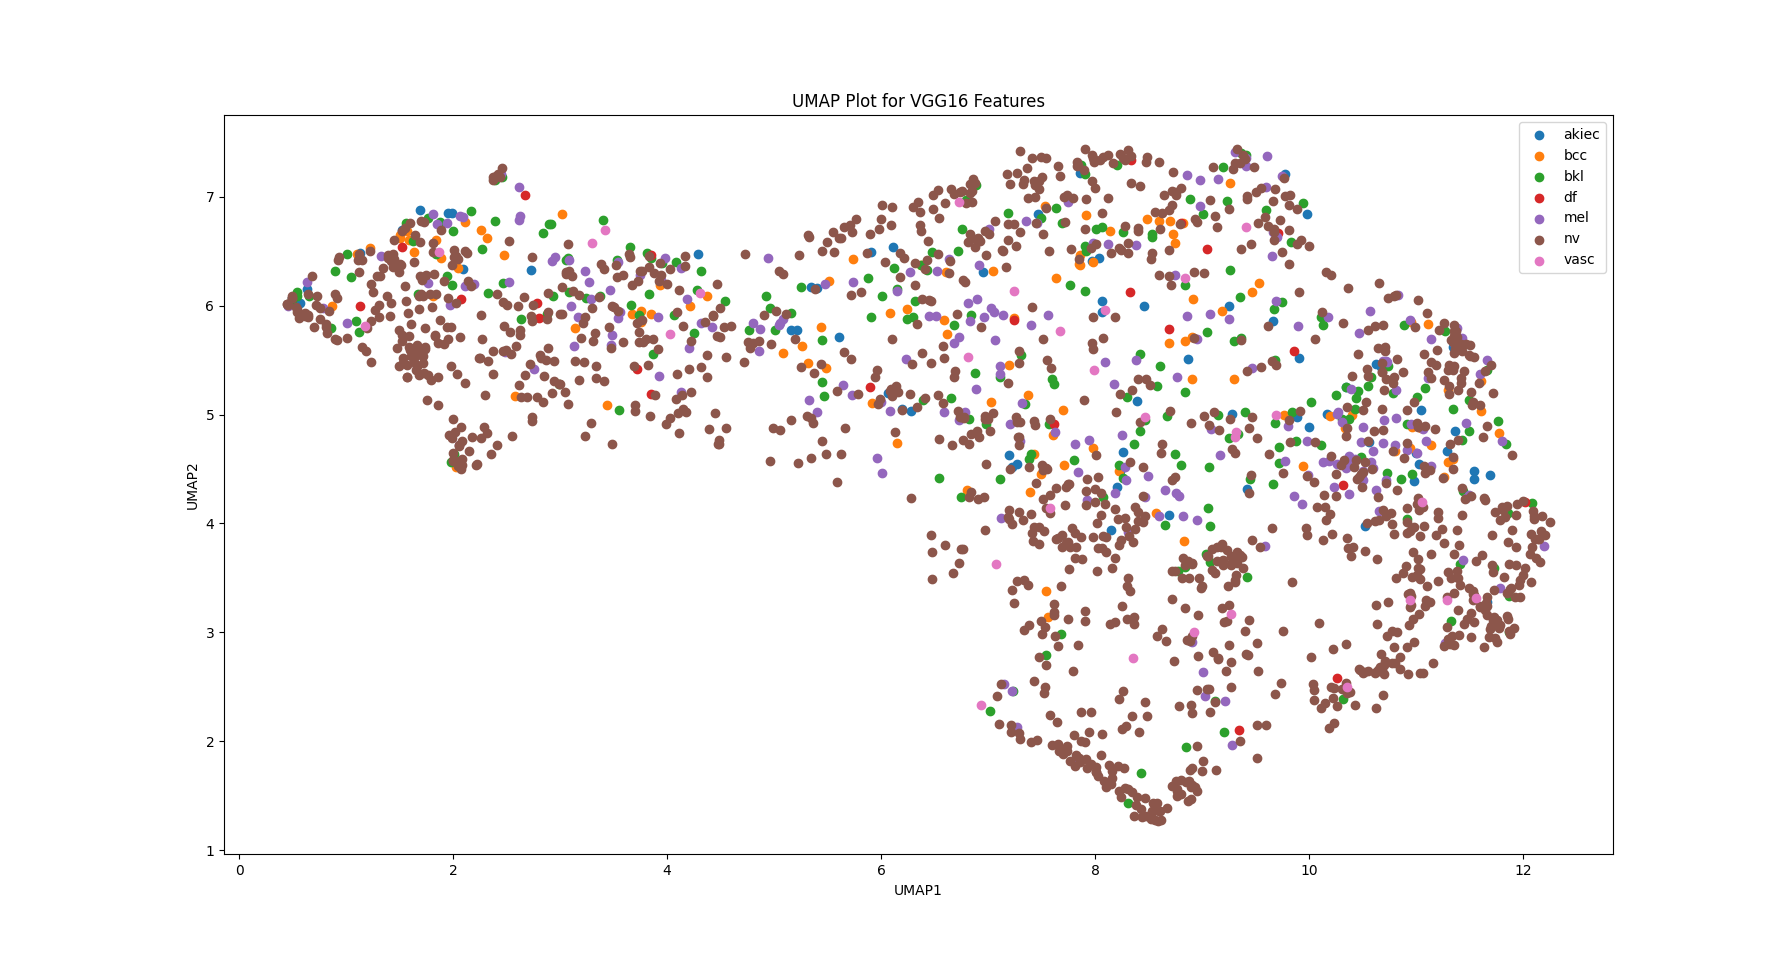 UMAP Plot for VGG16 Features
akiec
bcc
bkl
df
mel
nv
vasc
7
6
5
4
3
2
1
UMAP2
0 2 4 6 8 10 12
UMAP1